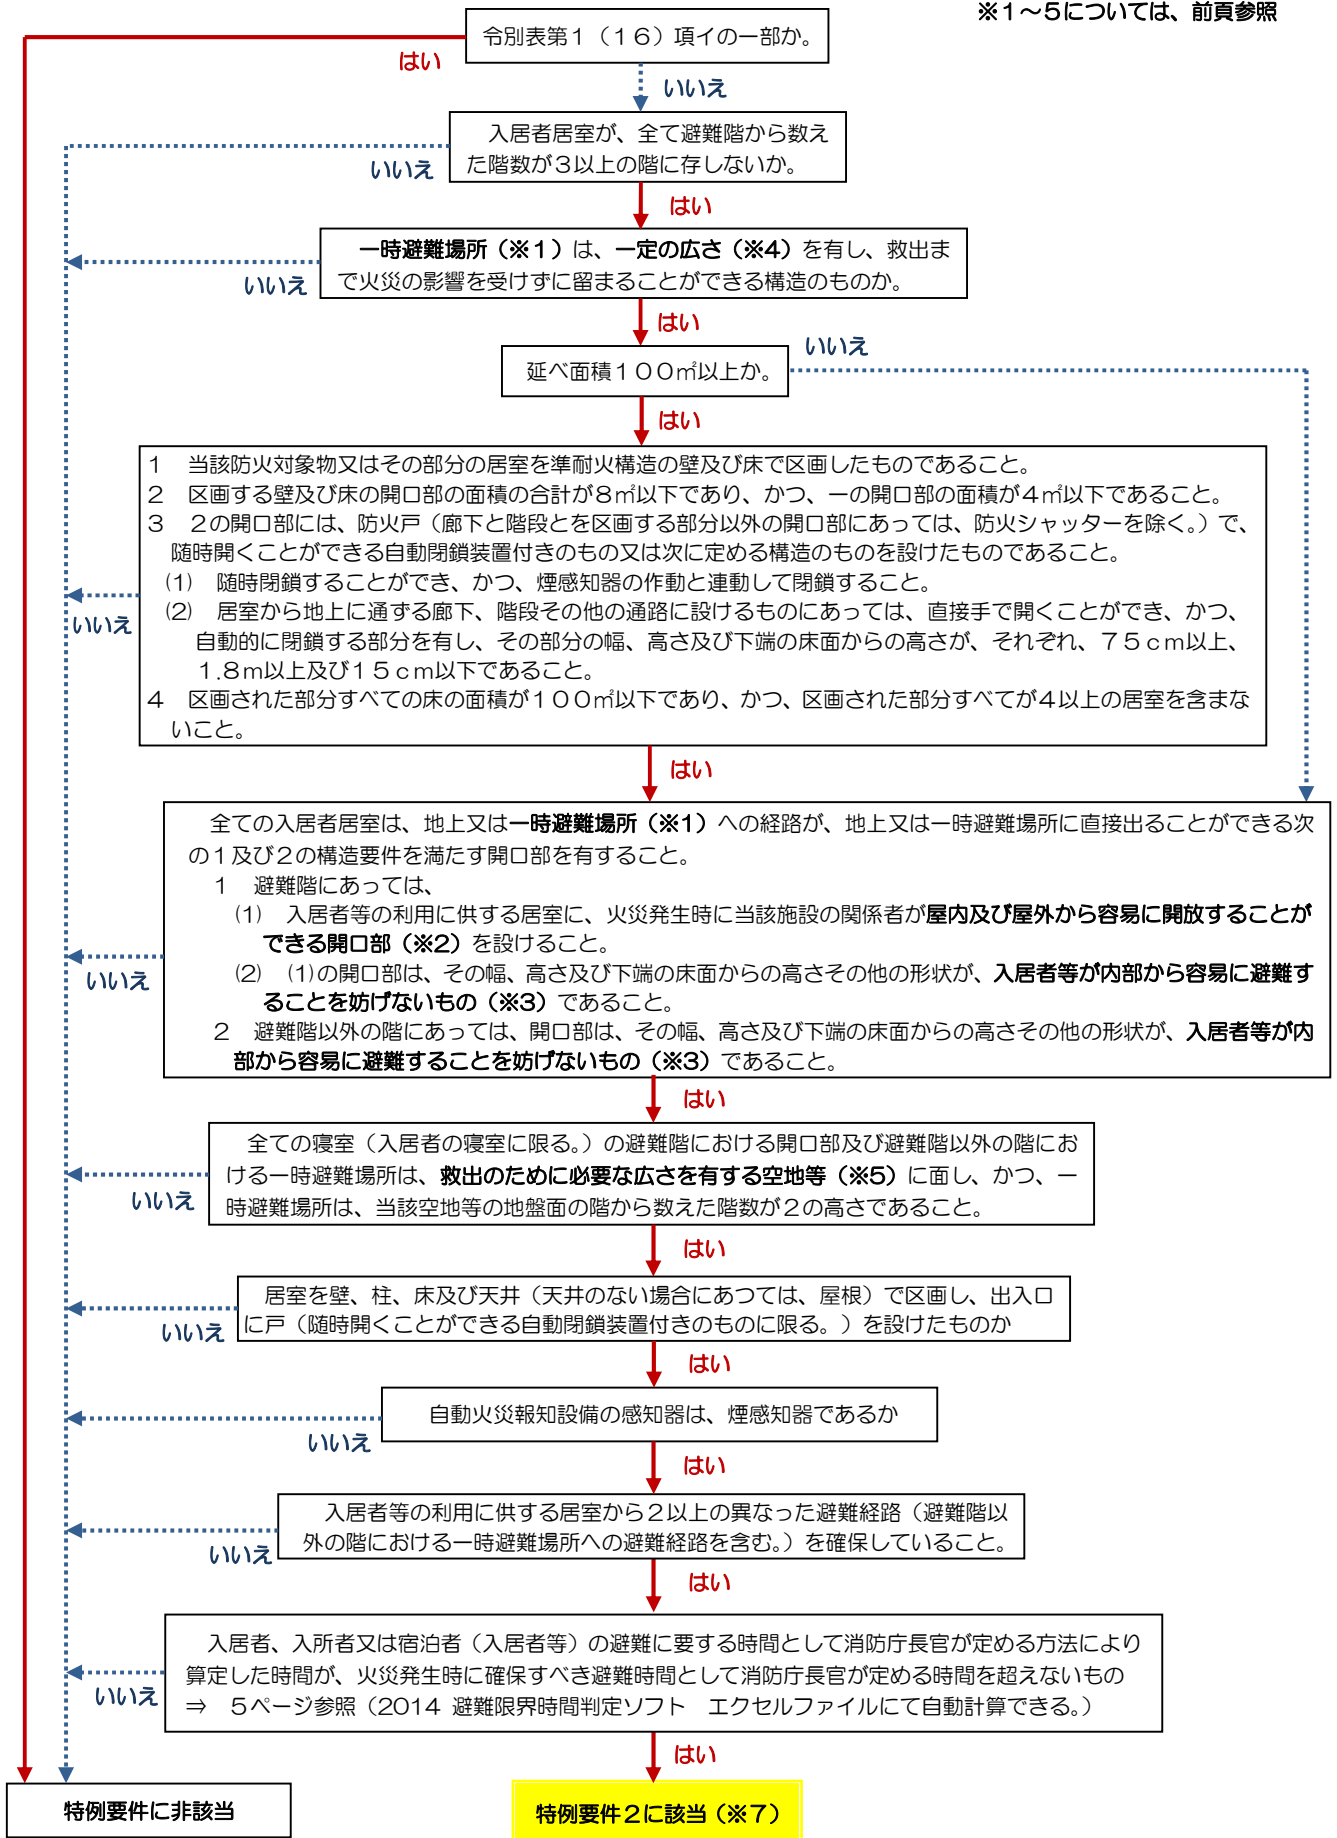 ※１～５については、前頁参照
令別表第１（１６）項イの一部か。
はい
いいえ
入居者居室が、全て避難階から数え
た階数が３以上の階に存しないか。
いいえ
はい
一時避難場所（※１）は、一定の広さ（※４）を有し、救出ま
で火災の影響を受けずに留まることができる構造のものか。
いいえ
はい
いいえ
延べ面積１００㎡以上か。
はい
１　当該防火対象物又はその部分の居室を準耐火構造の壁及び床で区画したものであること。
２　区画する壁及び床の開口部の面積の合計が８㎡以下であり、かつ、一の開口部の面積が４㎡以下であること。
３　２の開口部には、防火戸（廊下と階段とを区画する部分以外の開口部にあっては、防火シャッターを除く。）で、
随時開くことができる自動閉鎖装置付きのもの又は次に定める構造のものを設けたものであること。
⑴　随時閉鎖することができ、かつ、煙感知器の作動と連動して閉鎖すること。
⑵　居室から地上に通ずる廊下、階段その他の通路に設けるものにあっては、直接手で開くことができ、かつ、
自動的に閉鎖する部分を有し、その部分の幅、高さ及び下端の床面からの高さが、それぞれ、７５ｃｍ以上、
１.８ｍ以上及び１５ｃｍ以下であること。
４　区画された部分すべての床の面積が１００㎡以下であり、かつ、区画された部分すべてが４以上の居室を含まな
いこと。
いいえ
はい
全ての入居者居室は、地上又は一時避難場所（※１）への経路が、地上又は一時避難場所に直接出ることができる次
の１及び２の構造要件を満たす開口部を有すること。
１　避難階にあっては、
⑴　入居者等の利用に供する居室に、火災発生時に当該施設の関係者が屋内及び屋外から容易に開放することが
できる開口部（※２）を設けること。
⑵　⑴の開口部は、その幅、高さ及び下端の床面からの高さその他の形状が、入居者等が内部から容易に避難す
ることを妨げないもの（※３）であること。
２　避難階以外の階にあっては、開口部は、その幅、高さ及び下端の床面からの高さその他の形状が、入居者等が内
部から容易に避難することを妨げないもの（※３）であること。
いいえ
はい
全ての寝室（入居者の寝室に限る。）の避難階における開口部及び避難階以外の階にお
ける一時避難場所は、救出のために必要な広さを有する空地等（※５）に面し、かつ、一
時避難場所は、当該空地等の地盤面の階から数えた階数が２の高さであること。
いいえ
はい
居室を壁、柱、床及び天井（天井のない場合にあつては、屋根）で区画し、出入口
に戸（随時開くことができる自動閉鎖装置付きのものに限る。）を設けたものか
いいえ
はい
自動火災報知設備の感知器は、煙感知器であるか
いいえ
はい
入居者等の利用に供する居室から２以上の異なった避難経路（避難階以
外の階における一時避難場所への避難経路を含む。）を確保していること。
いいえ
はい
入居者、入所者又は宿泊者（入居者等）の避難に要する時間として消防庁長官が定める方法により
算定した時間が、火災発生時に確保すべき避難時間として消防庁長官が定める時間を超えないもの
⇒　５ページ参照（2014 避難限界時間判定ソフト　エクセルファイルにて自動計算できる。）
いいえ
はい
特例要件に非該当
特例要件２に該当（※７）